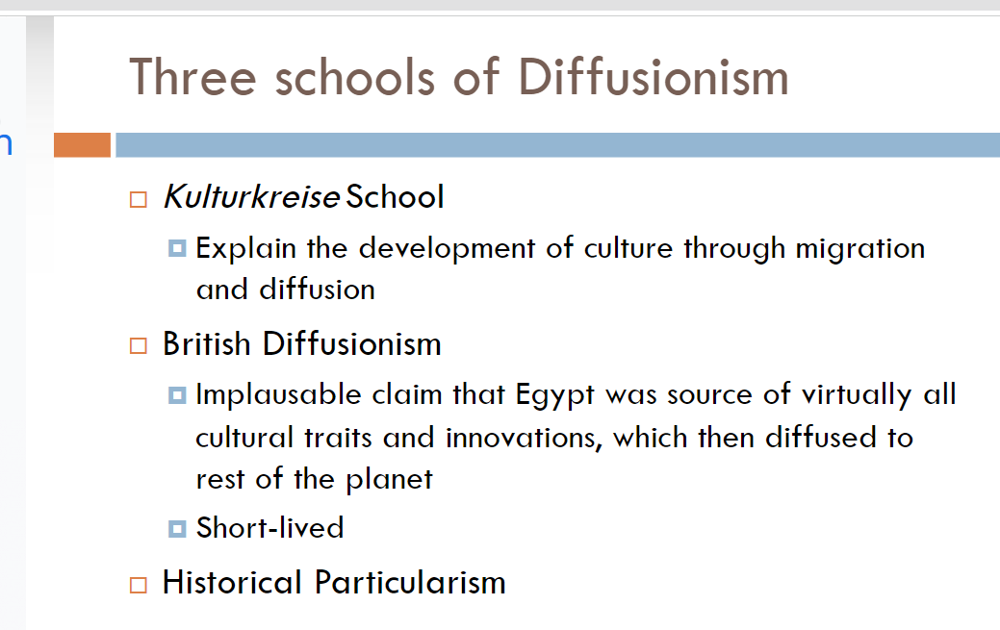 Three schools of Diffusionism
n
Kulturkreise School
Explain the development of culture through migration
and diffusion
British Diffusionism
Implausable claim that Egypt was source of virtually all
cultural traits and innovations, which then diffused to
rest of the planet
Short-lived
Historical Particularism